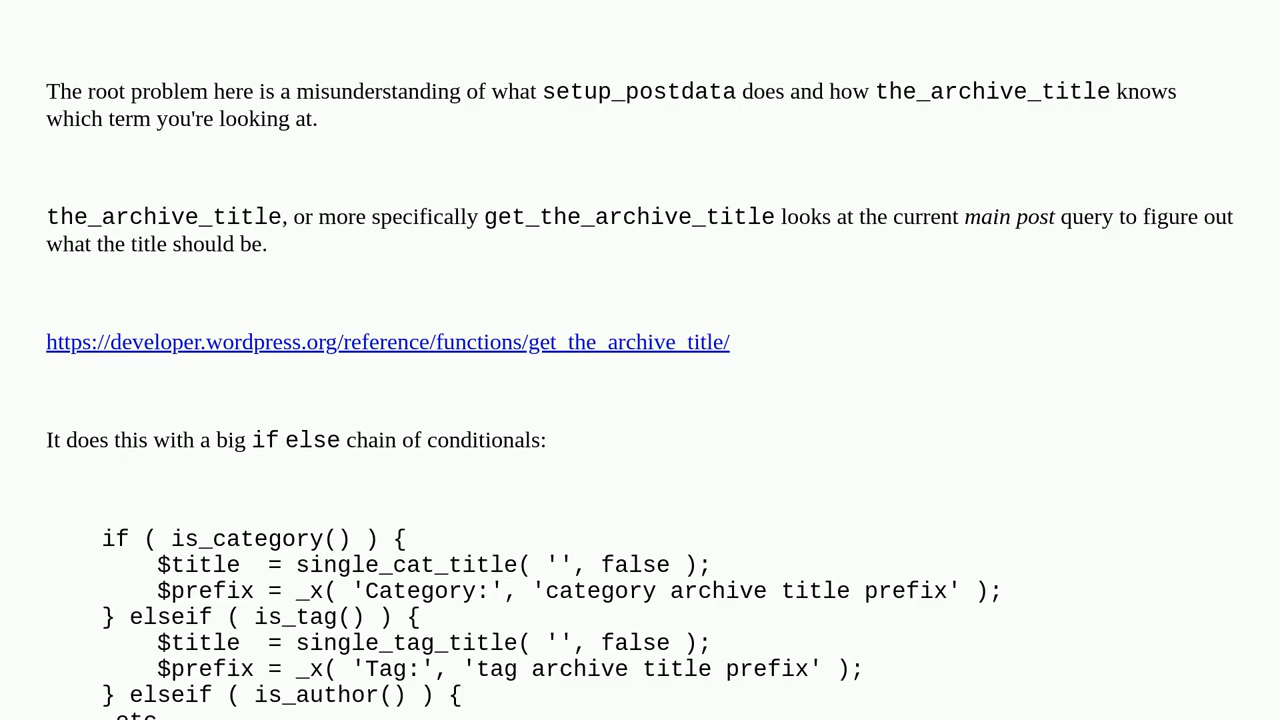 The root problem here is a misunderstanding of what setup_postdata does and how the_archive_title knows
which term you're looking at.
the_archive_title, or more specifically get_the_archive_title looks at the current main post query to figure out
what the title should be.
https://developer.wordpress.org/reference/functions/get_the_archive_title/
It does this with a big if else chain of conditionals:
if ( is_category() ) {
    $title  = single_cat_title( '', false );
    $prefix = _x( 'Category:', 'category archive title prefix' );
} elseif ( is_tag() ) {
    $title  = single_tag_title( '', false );
    $prefix = _x( 'Tag:', 'tag archive title prefix' );
} elseif ( is_author() ) {
 etc